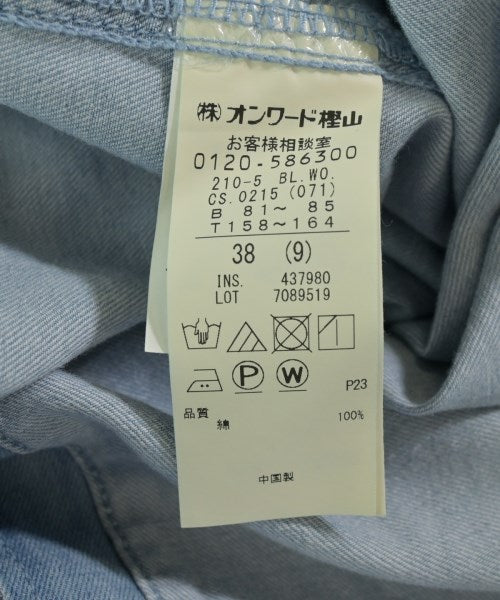 ㈱ オンワード樫山
お客様相談室
0120-586300
210-5 BL.WO.
CS.0215 (071)
B 81～ 85
T158～164
38 (9)
INS. 437980
LOT 7089519
P W
P23
品質
綿 100%
中国製